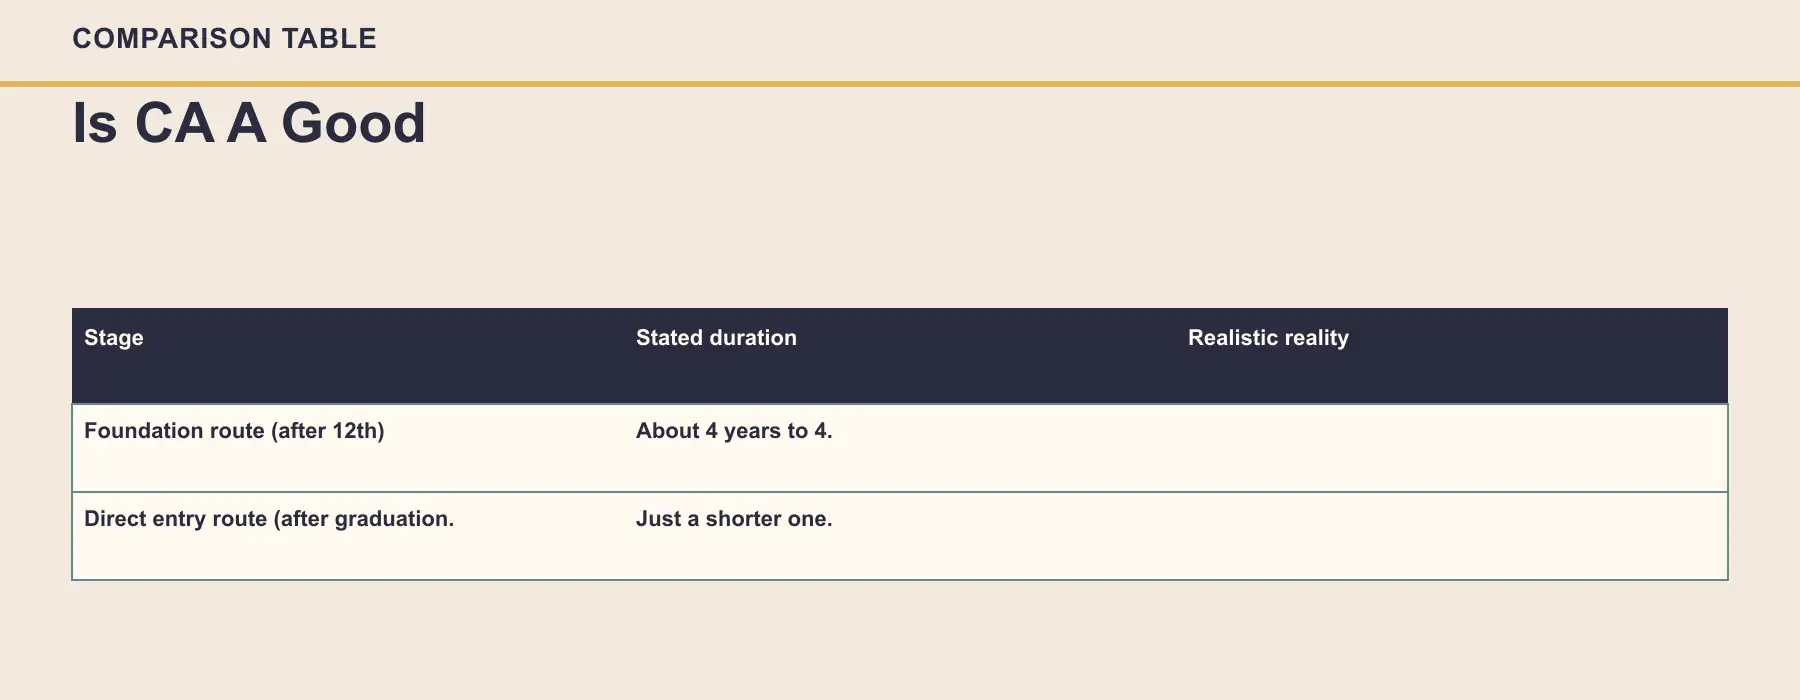 COMPARISON TABLE
Is CA A Good
Stage Stated duration Realistic reality
Foundation route (after 12th) About 4 years to 4.
Direct entry route (after graduation. Just a shorter one.